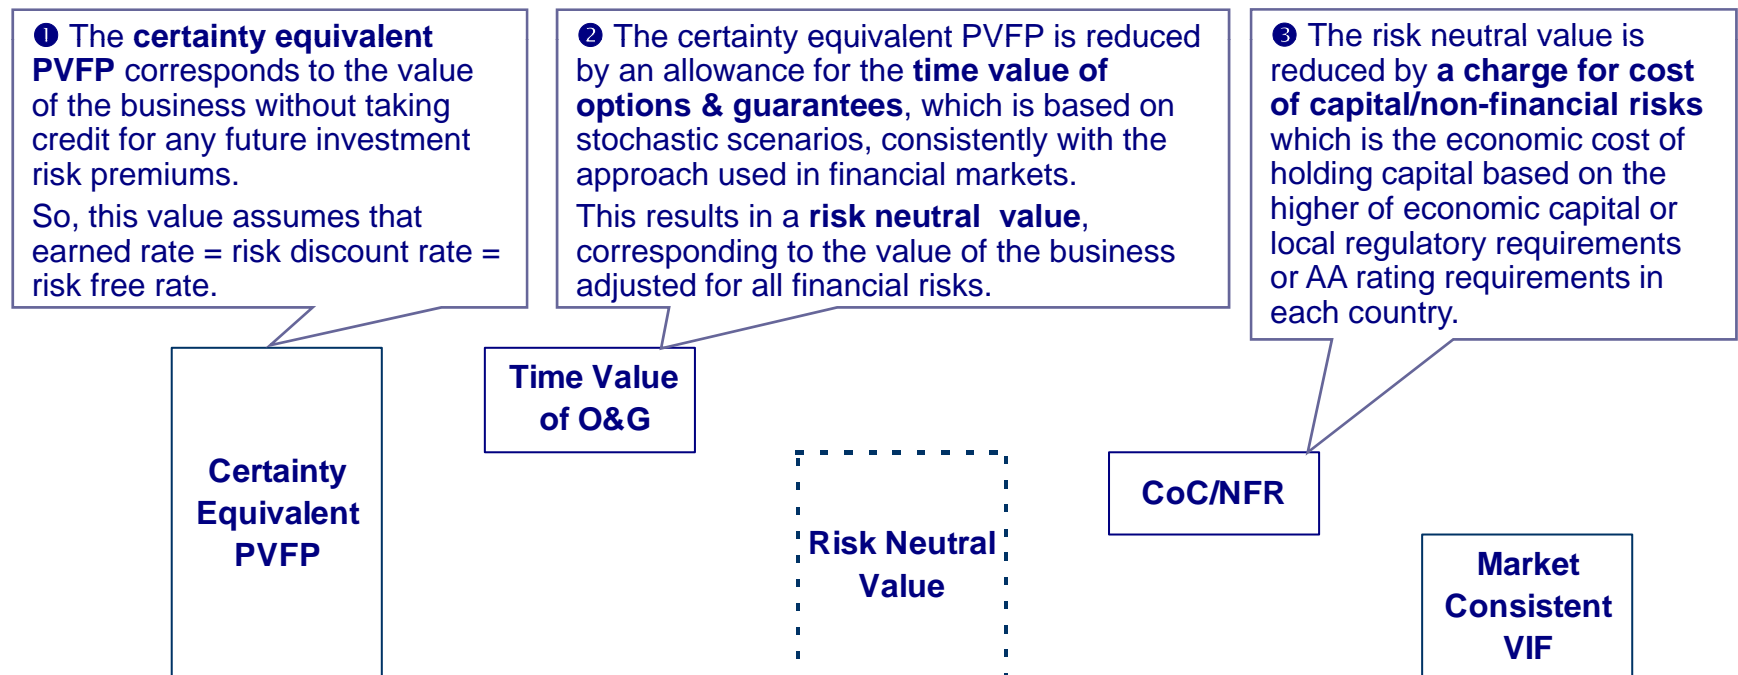 ❶ The certainty equivalent
PVFP corresponds to the value
of the business without taking
credit for any future investment
risk premiums.
So, this value assumes that
earned rate = risk discount rate =
risk free rate.
❷ The certainty equivalent PVFP is reduced
by an allowance for the time value of
options & guarantees, which is based on
stochastic scenarios, consistently with the
approach used in financial markets.
This results in a risk neutral value,
corresponding to the value of the business
adjusted for all financial risks.
❸ The risk neutral value is
reduced by a charge for cost
of capital/non-financial risks
which is the economic cost of
holding capital based on the
higher of economic capital or
local regulatory requirements
or AA rating requirements in
each country.
Certainty
Equivalent
PVFP
Time Value
of O&G
Risk Neutral
Value
CoC/NFR
Market
Consistent
VIF